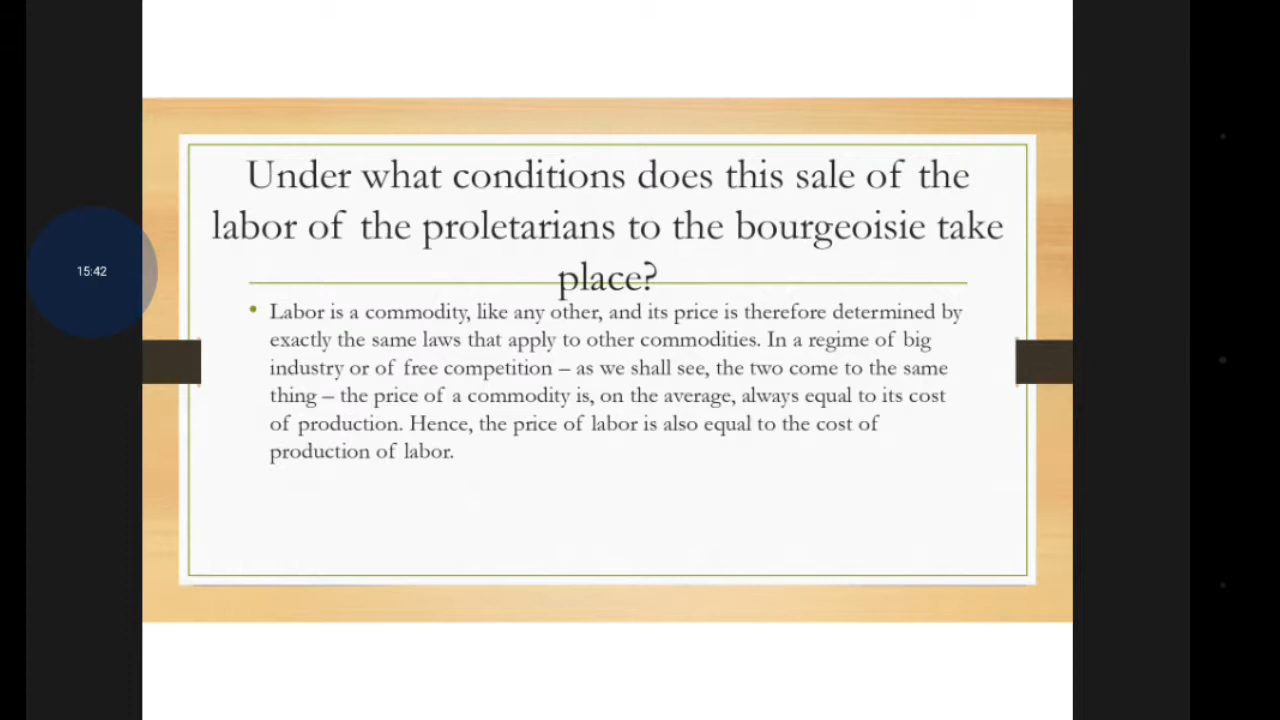 Under what conditions does this sale of the
labor of the proletarians to the bourgeoisie take
place?
15:42
• Labor is a commodity, like any other, and its price is therefore determined by
exactly the same laws that apply to other commodities. In a regime of big
industry or of free competition – as we shall see, the two come to the same
thing – the price of a commodity is, on the average, always equal to its cost
of production. Hence, the price of labor is also equal to the cost of
production of labor.